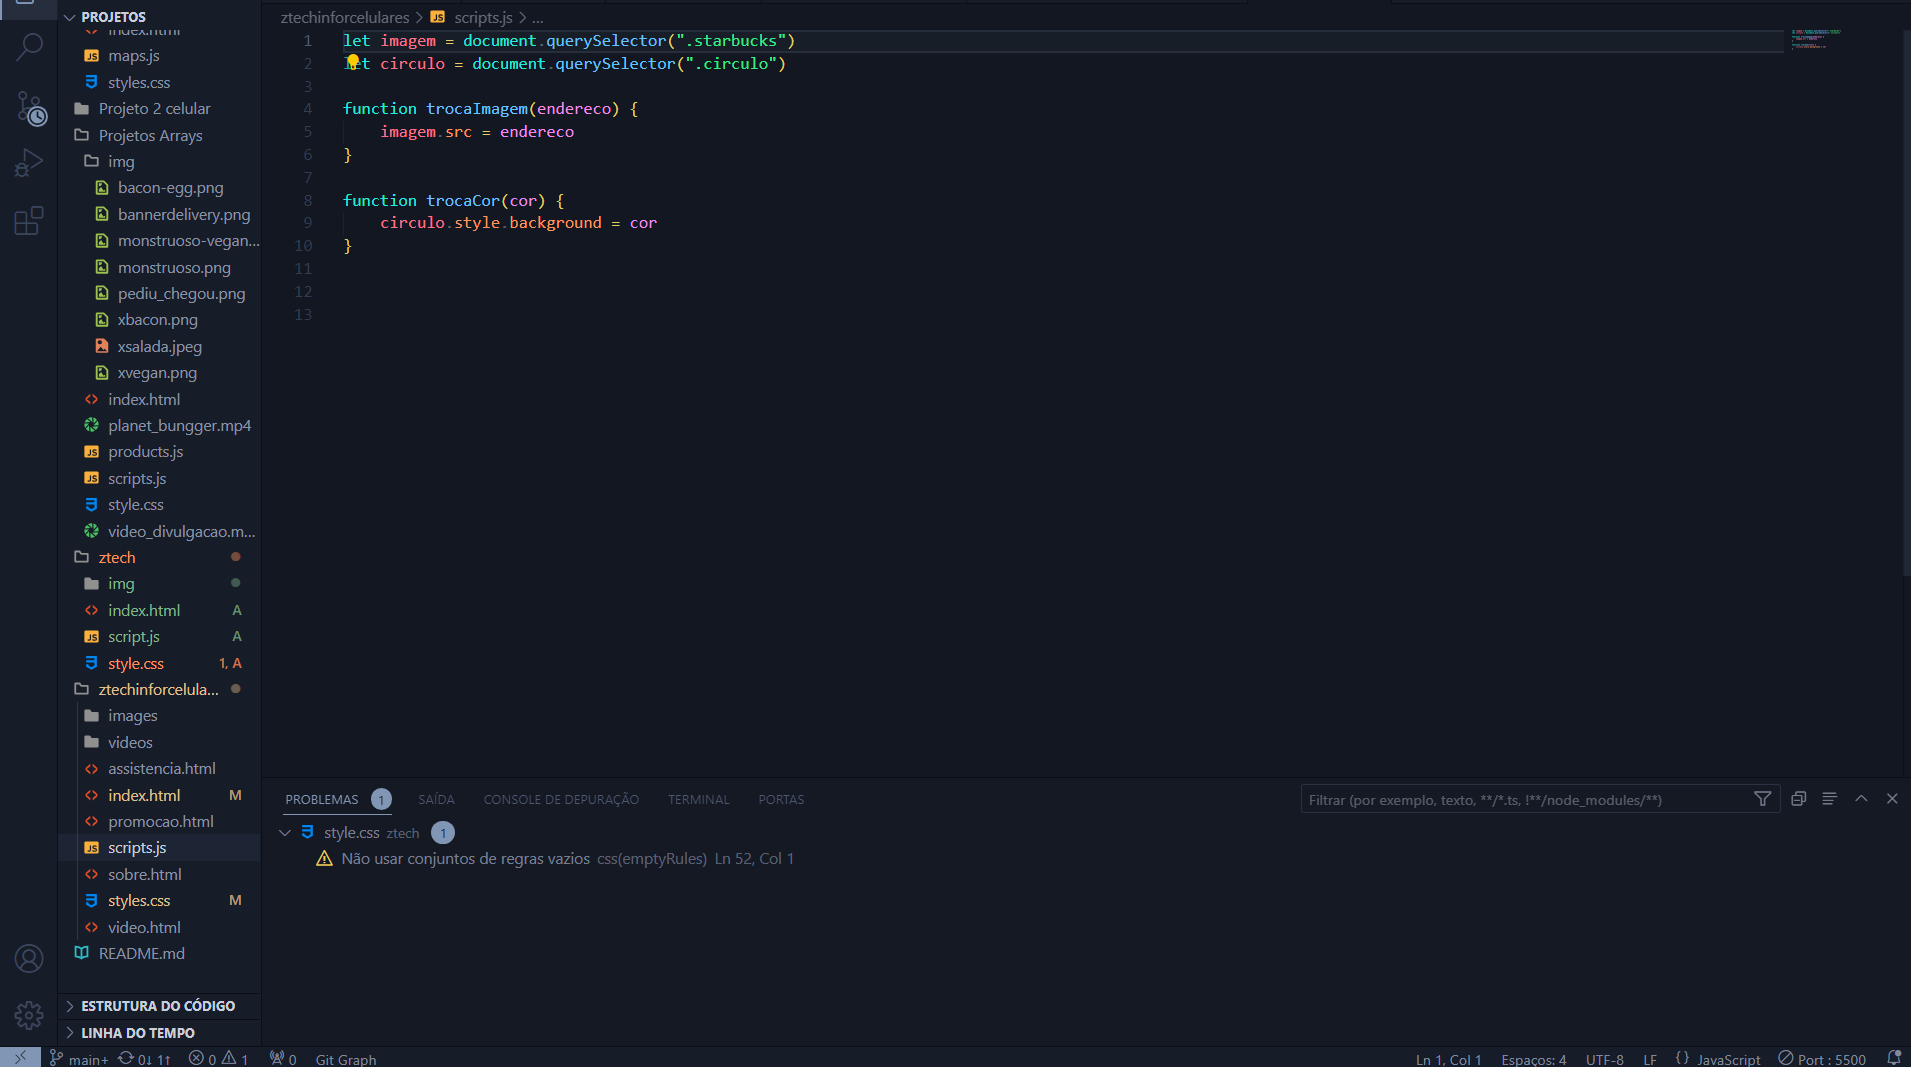 PROJETOS
index.html
maps.js
styles.css
Projeto 2 celular
Projetos Arrays
img
bacon-egg.png
bannerdelivery.png
monstruoso-vegan...
monstruoso.png
pediu_chegou.png
xbacon.png
xsalada.jpeg
xvegan.png
index.html
planet_bungger.mp4
products.js
scripts.js
style.css
video_divulgacao.m...
ztech
img
index.html A
script.js A
style.css 1, A
ztechinforcelula...
images
videos
assistencia.html
index.html M
promocao.html
scripts.js
sobre.html
styles.css M
video.html
README.md
ESTRUTURA DO CÓDIGO
LINHA DO TEMPO
ztechinforcelulares > JS scripts.js > ...
1 let imagem = document.querySelector(".starbucks")
2 let circulo = document.querySelector(".circulo")
3
4 function trocaImagem(endereco) {
5 imagem.src = endereco
6 }
7
8 function trocaCor(cor) {
9 circulo.style.background = cor
10 }
11
12
13
PROBLEMAS 1 SAÍDA CONSOLE DE DEPURAÇÃO TERMINAL PORTAS
Filtrar (por exemplo, texto, **/*.ts, !**/node_modules/**)
style.css ztech 1
Não usar conjuntos de regras vazios css(emptyRules) Ln 52, Col 1
main+ 0↓ 1↑ 0 1 0 Git Graph Ln 1, Col 1 Espaços: 4 UTF-8 LF {} JavaScript Port : 5500